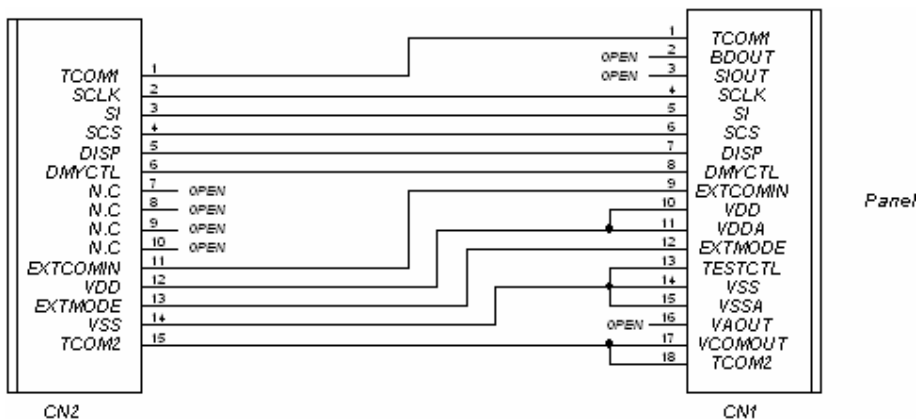 1 TCOM1
OPEN 2 BDOUT
TCOM1 1 OPEN 3 SIOUT
SCLK 2 4 SCLK
SI 3 5 SI
SCS 4 6 SCS
DISP 5 7 DISP
DMYCTL 6 8 DMYCTL
N.C 7 OPEN 9 EXTCOMIN
N.C 8 OPEN 10 VDD
N.C 9 OPEN 11 VDDA
N.C 10 OPEN 12 EXTMODE
EXTCOMIN 11 13 TESTCTL
VDD 12 14 VSS
EXTMODE 13 15 VSSA
VSS 14 OPEN 16 VAOUT
TCOM2 15 17 VCOMOUT
18 TCOM2
Panel
CN2 CN1